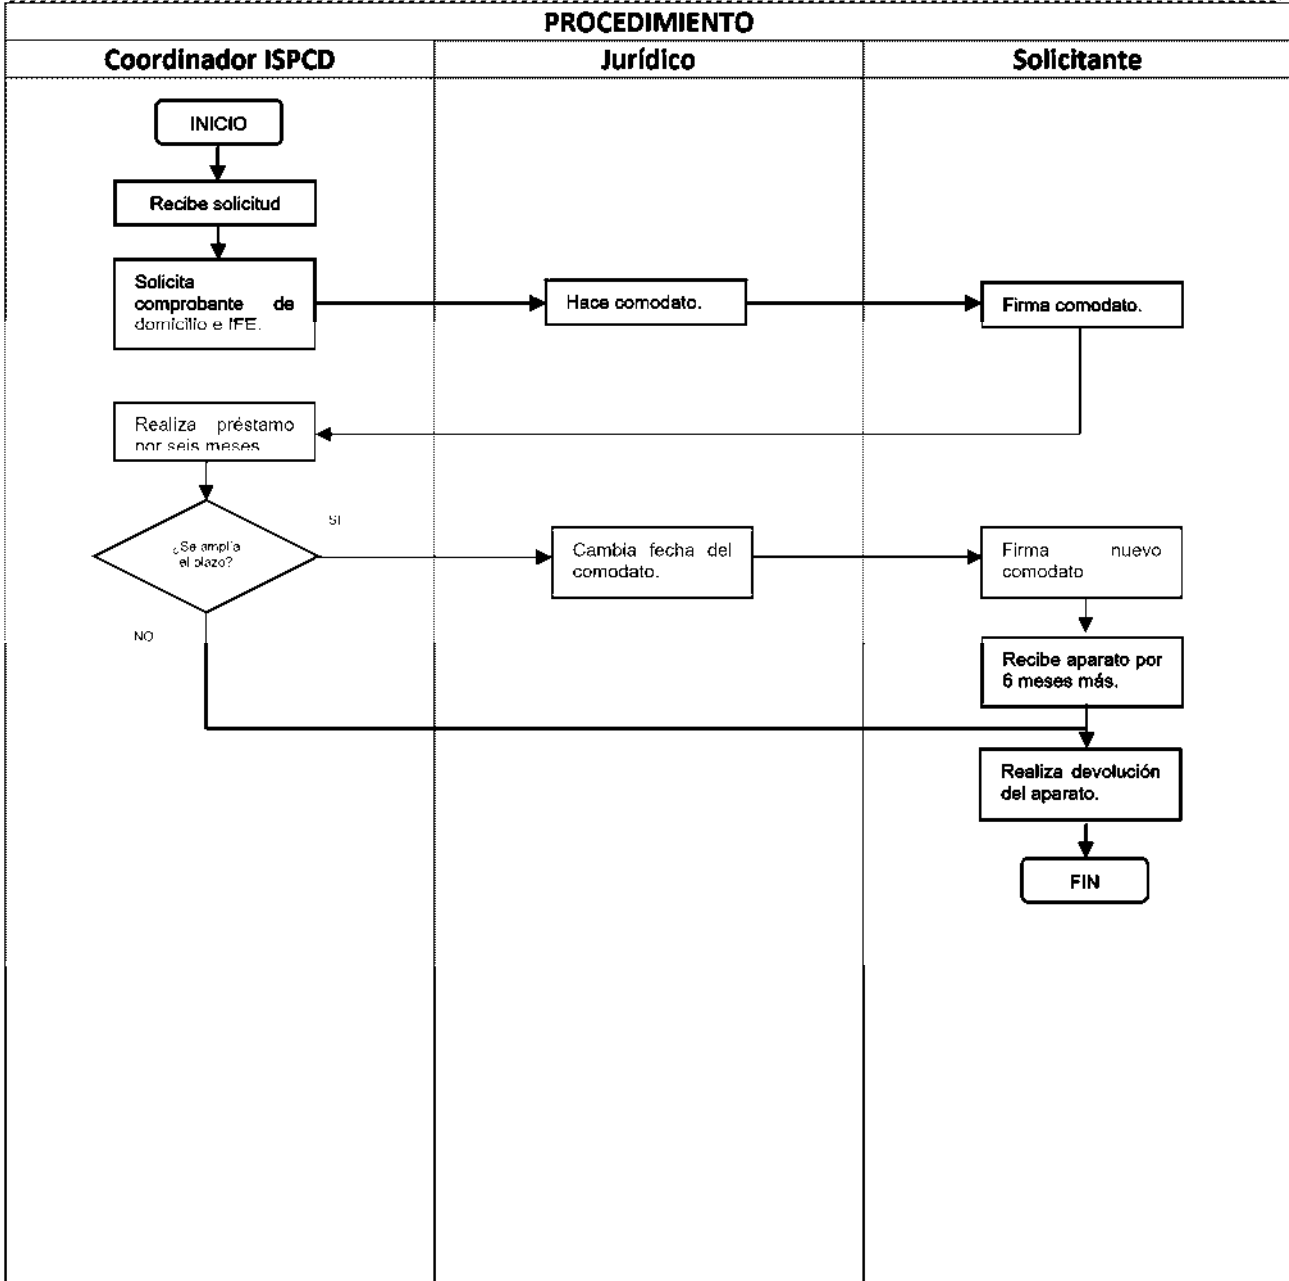 PROCEDIMIENTO
Coordinador ISPCD
Jurídico
Solicitante
INICIO
Recibe solicitud
Solicita
comprobante de
domicilio e IFE.
Hace comodato.
Firma comodato.
Realiza préstamo
por seis meses
¿Se amplía
el plazo?
SI
NO
Cambia fecha del
comodato.
Firma nuevo
comodato
Recibe aparato por
6 meses más.
Realiza devolución
del aparato.
FIN